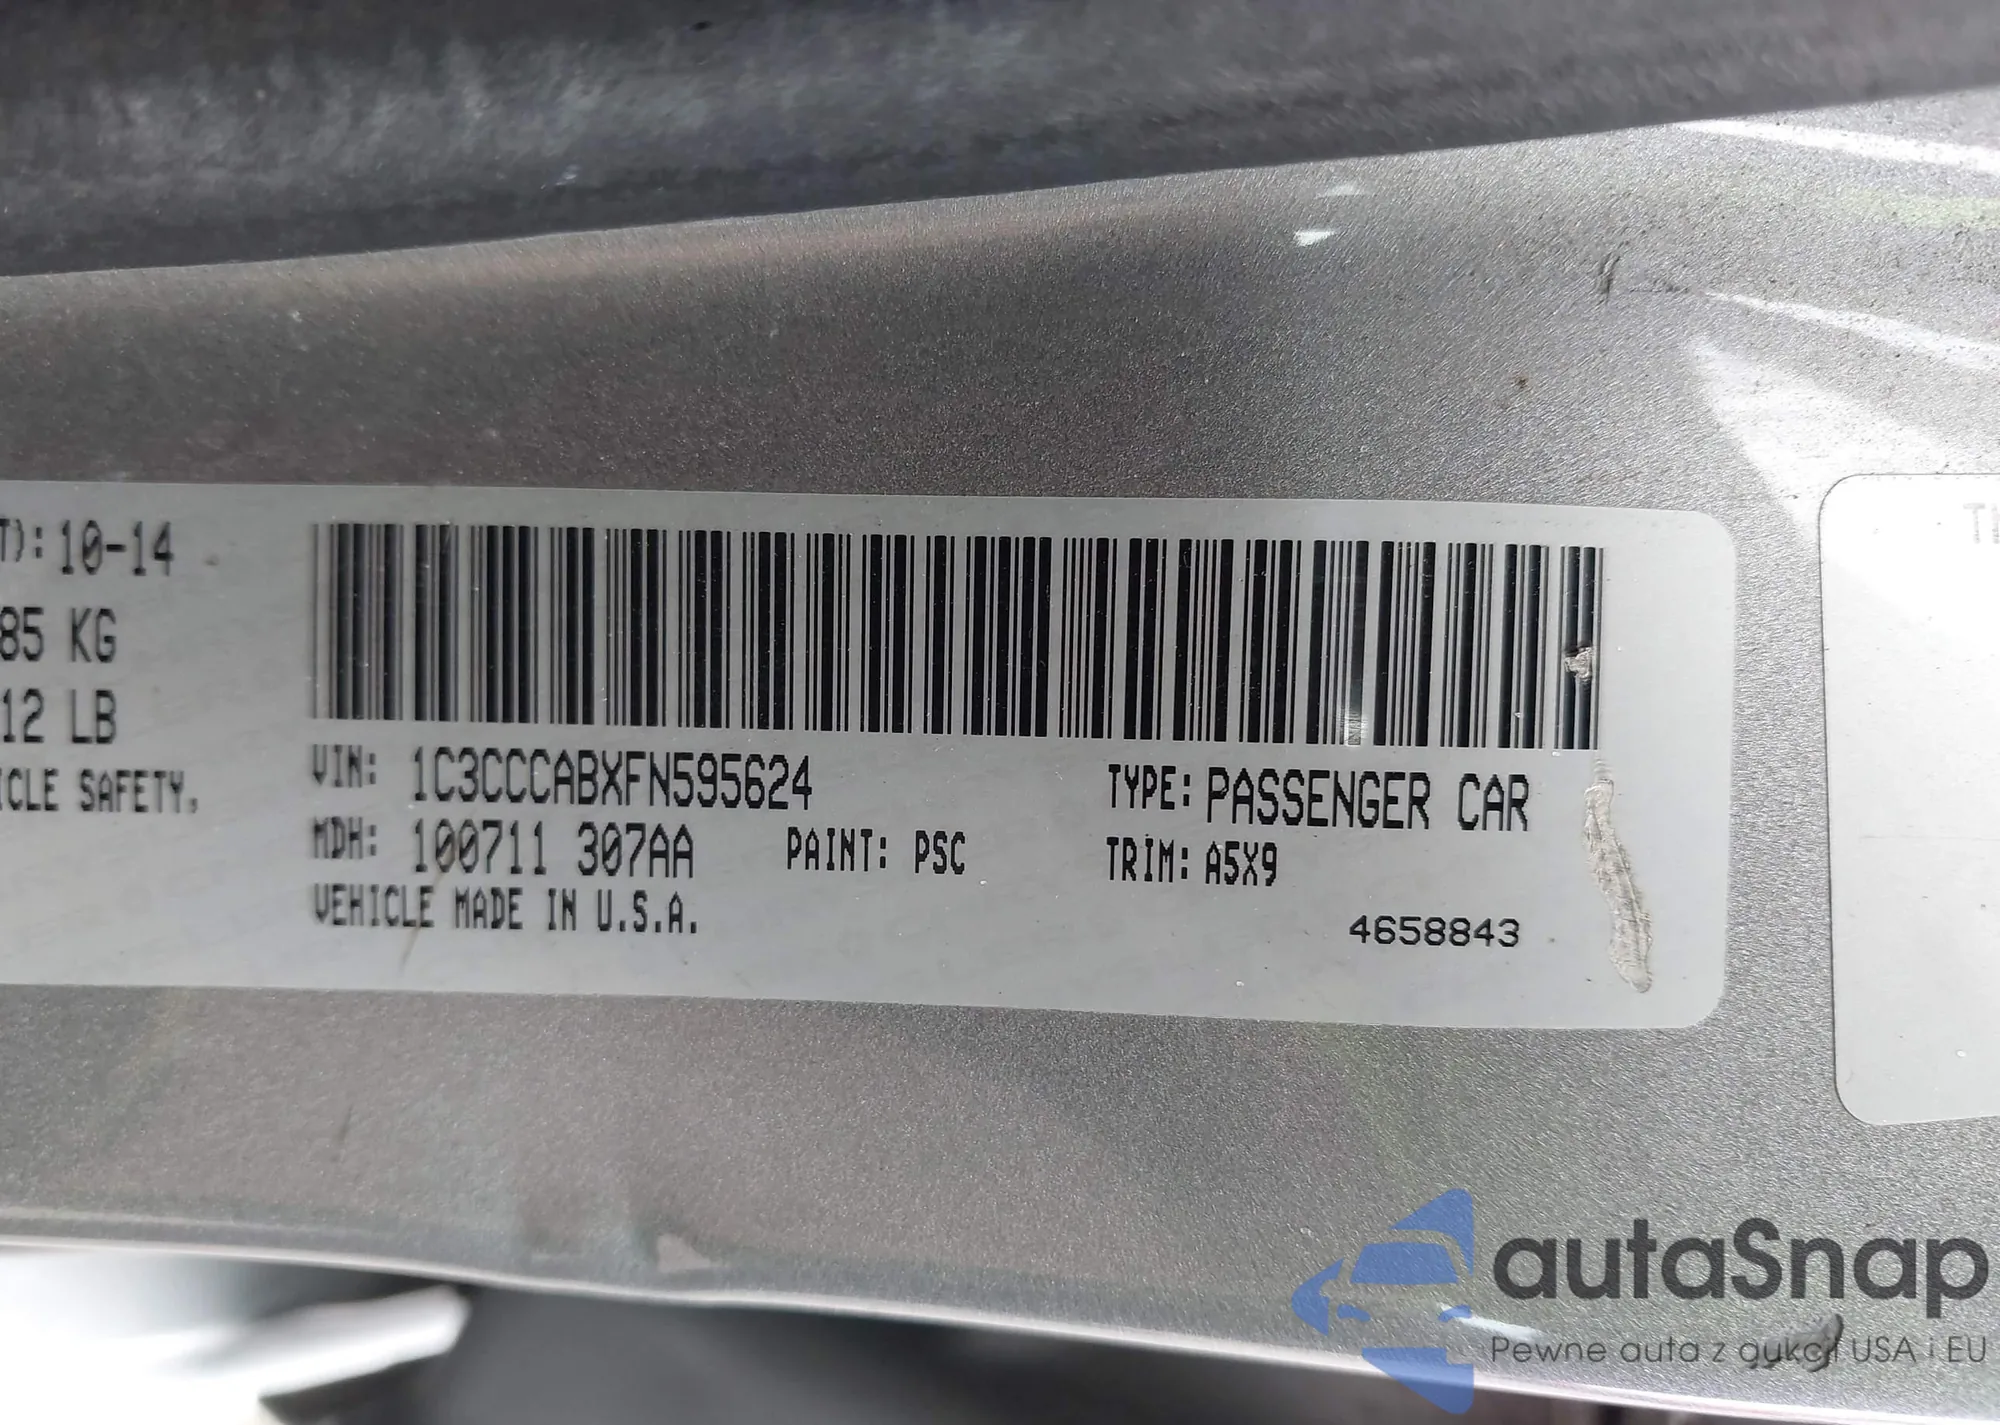 T): 10-14
85 KG
12 LB
ICLE SAFETY,
VIN: 1C3CCCABXFN595624
TYPE: PASSENGER CAR
MDH: 100711 307AA
PAINT: PSC
TRIM: A5X9
VEHICLE MADE IN U.S.A.
4658843
autaSnap
Pewne auta z aukcji USA i EU